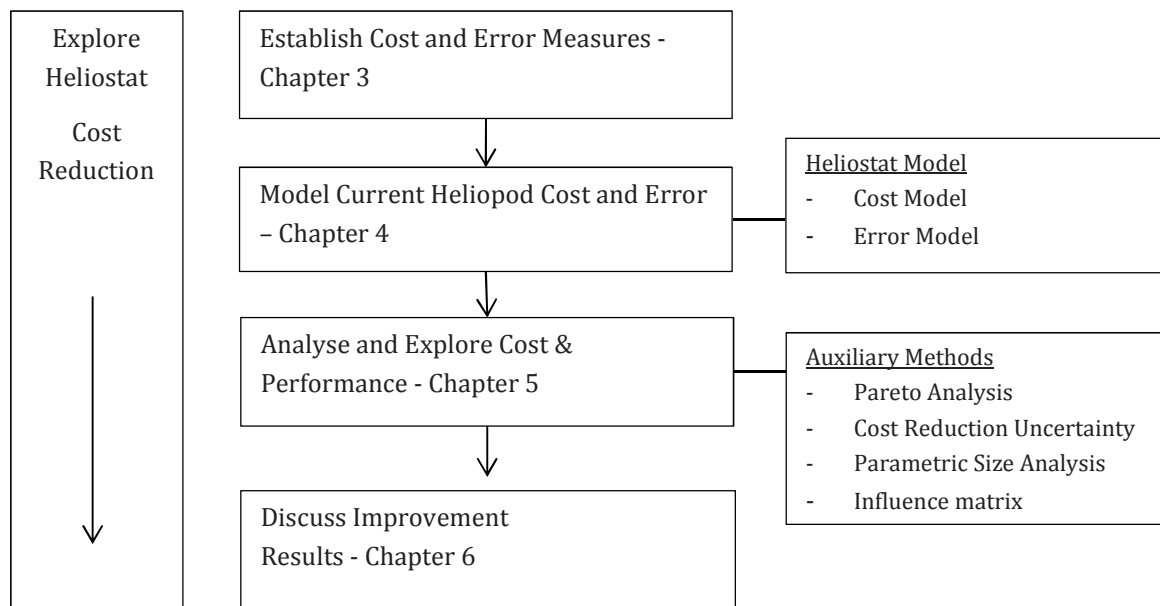 Explore
Heliostat
Cost
Reduction
Establish Cost and Error Measures -
Chapter 3
Model Current Heliopod Cost and Error
– Chapter 4
Heliostat Model
- Cost Model
- Error Model
Analyse and Explore Cost &
Performance - Chapter 5
Auxiliary Methods
- Pareto Analysis
- Cost Reduction Uncertainty
- Parametric Size Analysis
- Influence matrix
Discuss Improvement
Results - Chapter 6